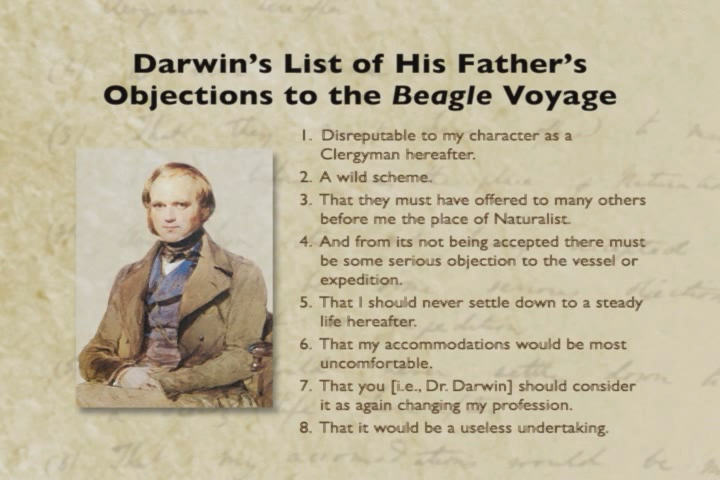 Darwin's List of His Father's
Objections to the Beagle Voyage
1. Disreputable to my character as a
Clergyman hereafter.
2. A wild scheme.
3. That they must have offered to many others
before me the place of Naturalist.
4. And from its not being accepted there must
be some serious objection to the vessel or
expedition.
5. That I should never settle down to a steady
life hereafter.
6. That my accommodations would be most
uncomfortable.
7. That you [i.e., Dr. Darwin] should consider
it as again changing my profession.
8. That it would be a useless undertaking.